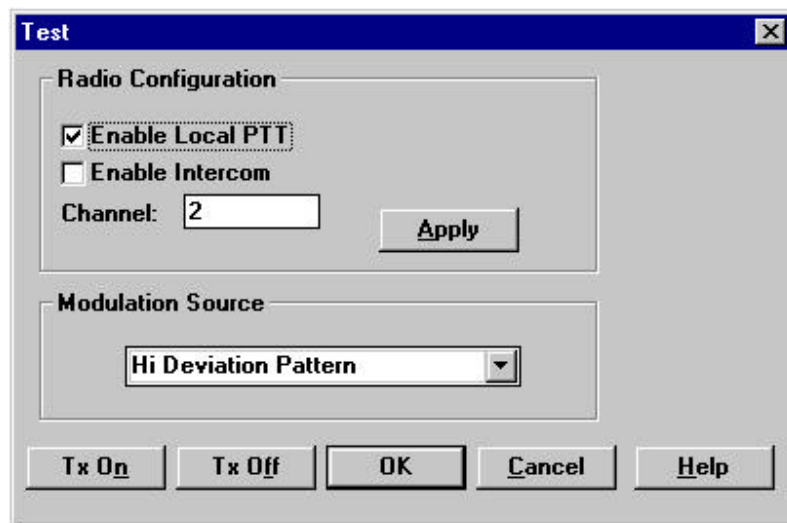 Test
Radio Configuration
Enable Local PTT
Enable Intercom
Channel: 2
Apply
Modulation Source
Hi Deviation Pattern
Tx On Tx Off OK Cancel Help